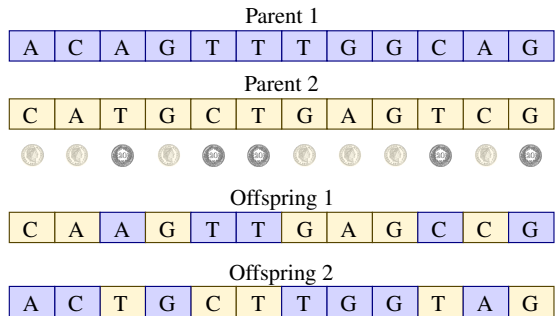 Parent 1
A C A G T T T G G C A G
Parent 2
C A T G C T G A G T C G
Offspring 1
C A A G T T G A G C C G
Offspring 2
A C T G C T T G G T A G